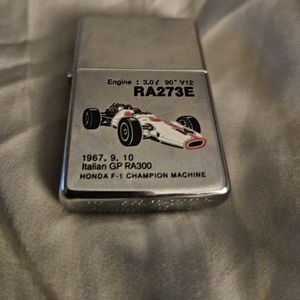 Engine : 3.0ℓ 90° V12
RA273E
1967. 9. 10
Italian GP RA300
HONDA F-1 CHAMPION MACHINE